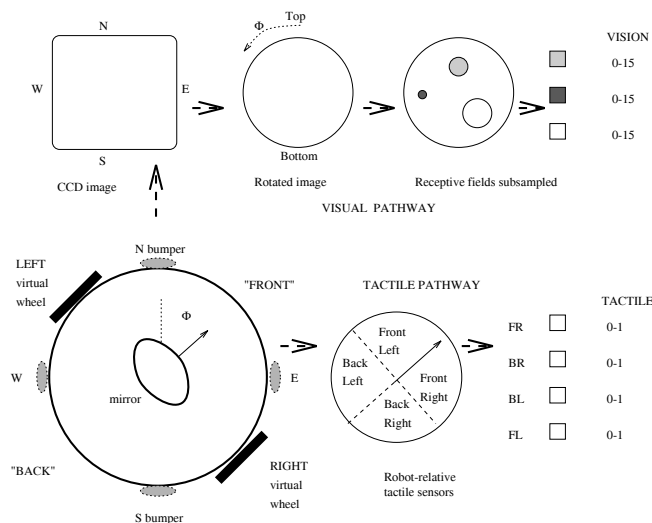 N
W
E
S
CCD image
Φ
Top
Bottom
Rotated image
Receptive fields subsampled
VISION
0-15
0-15
0-15
VISUAL PATHWAY
N bumper
LEFT
virtual
wheel
"FRONT"
Φ
W
E
mirror
"BACK"
RIGHT
virtual
wheel
S bumper
TACTILE PATHWAY
Front
Left
Back
Left
Front
Right
Back
Right
Robot-relative
tactile sensors
TACTILE
FR 0-1
BR 0-1
BL 0-1
FL 0-1